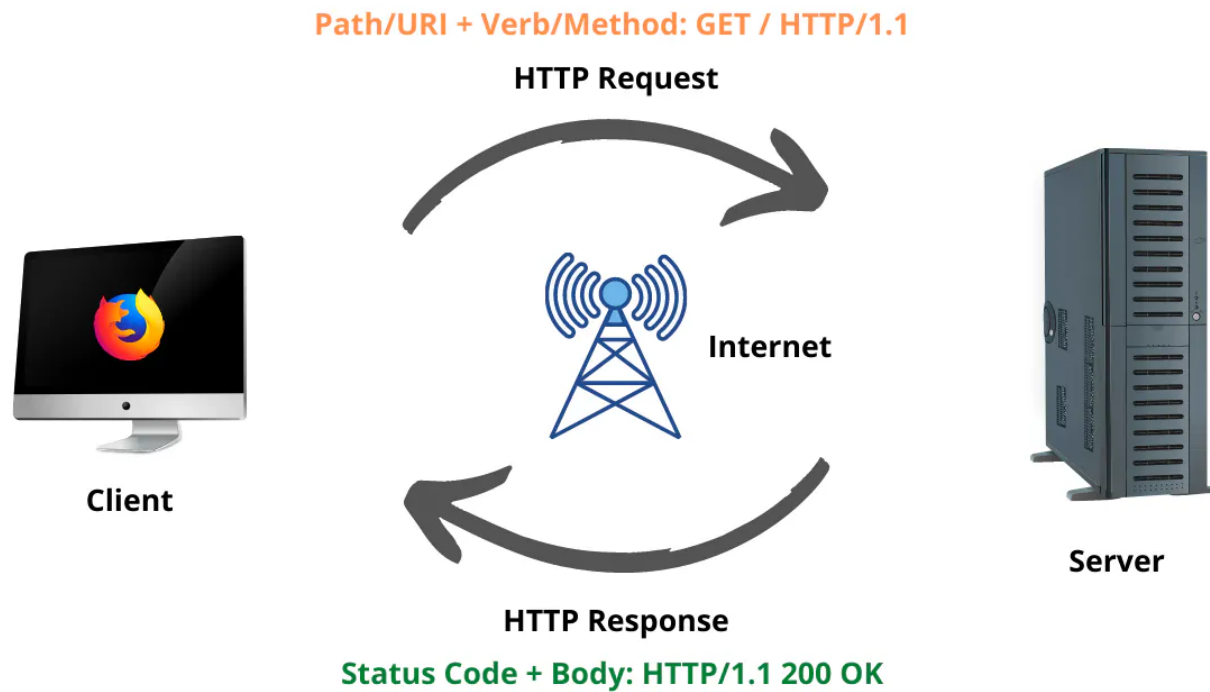 Path/URI + Verb/Method: GET / HTTP/1.1
HTTP Request
Internet
Client
Server
HTTP Response
Status Code + Body: HTTP/1.1 200 OK